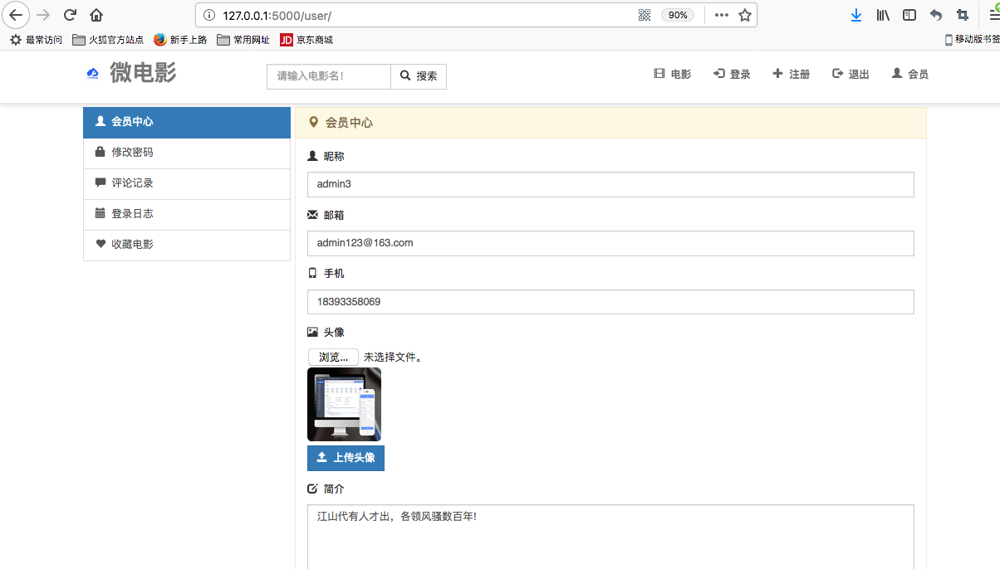 127.0.0.1:5000/user/
90%
最常访问 火狐官方站点 新手上路 常用网址 JD 京东商城 移动版书签
微电影 请输入电影名! 搜索 电影 登录 注册 退出 会员
会员中心
修改密码
评论记录
登录日志
收藏电影
会员中心
昵称
admin3
邮箱
admin123@163.com
手机
18393358069
头像
浏览... 未选择文件。
上传头像
简介
江山代有人才出，各领风骚数百年!